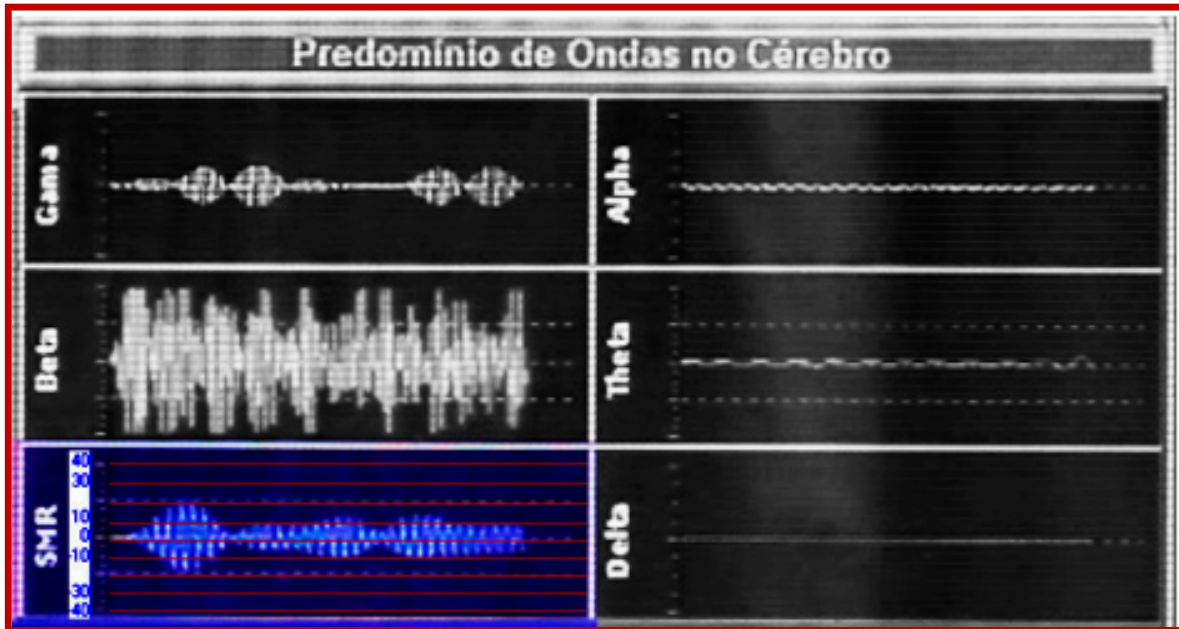 Predomínio de Ondas no Cérebro
Gama
Alpha
Beta
Theta
SMR
40
30
10
0
-10
-30
-40
Delta